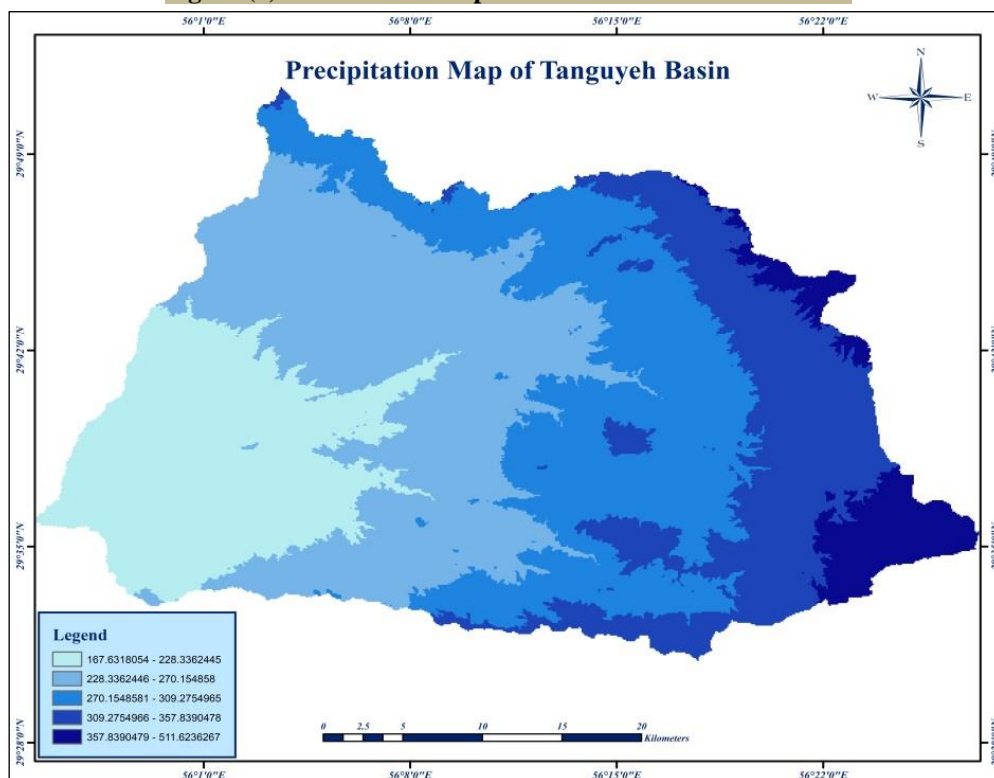 56°1'0"E 56°8'0"E 56°15'0"E 56°22'0"E
Precipitation Map of Tanguyeh Basin
N
W E
S
29°49'0"N
29°42'0"N
29°35'0"N
29°28'0"N
Legend
167.6318054 - 228.3362445
228.3362446 - 270.154858
270.1548581 - 309.2754965
309.2754966 - 357.8390478
357.8390479 - 511.6236267
0 2.5 5 10 15 20
Kilometers
56°1'0"E 56°8'0"E 56°15'0"E 56°22'0"E